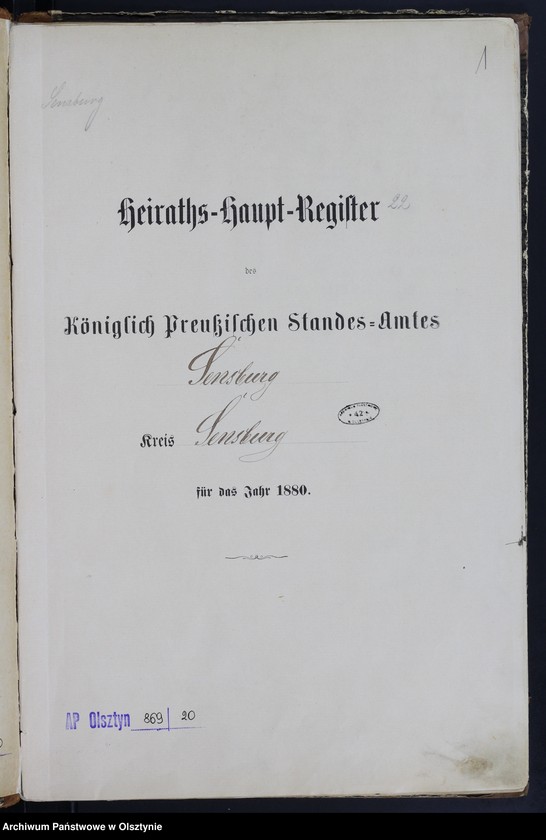 1
Sensburg
Heiraths-Haupt-Register 22
des
Königlich Preußischen Standes-Amtes
Sensburg
42
Kreis Sensburg
für das Jahr 1880.
AP Olsztyn 869 | 20
Archiwum Państwowe w Olsztynie